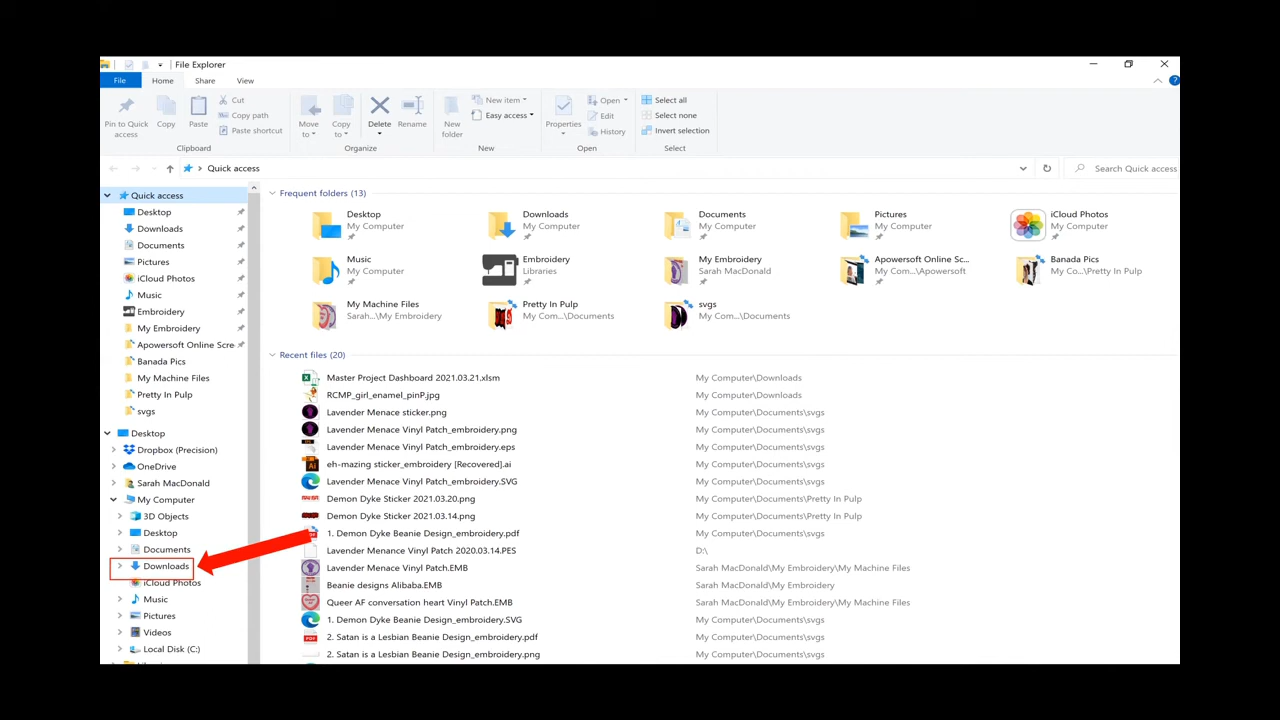 File Explorer
File Home Share View
Pin to Quick access
Copy
Paste
Cut
Copy path
Paste shortcut
Clipboard
Move to
Copy to
Delete
Rename
Organize
New folder
New item
Easy access
New
Properties
Open
Edit
History
Open
Select all
Select none
Invert selection
Select
Quick access
Search Quick access
Quick access
Desktop
Downloads
Documents
Pictures
iCloud Photos
Music
Embroidery
My Embroidery
Apowersoft Online Scre
Banada Pics
My Machine Files
Pretty In Pulp
svgs
Desktop
Dropbox (Precision)
OneDrive
Sarah MacDonald
My Computer
3D Objects
Desktop
Documents
Downloads
iCloud Photos
Music
Pictures
Videos
Local Disk (C:)
Frequent folders (13)
Desktop
My Computer
Downloads
My Computer
Documents
My Computer
Pictures
My Computer
iCloud Photos
My Computer
Music
My Computer
Embroidery
Libraries
My Embroidery
Sarah MacDonald
Apowersoft Online Sc...
My Com...\Apowersoft
Banada Pics
My Co...\Pretty In Pulp
My Machine Files
Sarah...\My Embroidery
Pretty In Pulp
My Com...\Documents
svgs
My Com...\Documents
Recent files (20)
Master Project Dashboard 2021.03.21.xlsm My Computer\Downloads
RCMP_girl_enamel_pinP.jpg My Computer\Downloads
Lavender Menace sticker.png My Computer\Documents\svgs
Lavender Menace Vinyl Patch_embroidery.png My Computer\Documents\svgs
Lavender Menace Vinyl Patch_embroidery.eps My Computer\Documents\svgs
eh-mazing sticker_embroidery [Recovered].ai My Computer\Documents\svgs
Lavender Menace Vinyl Patch_embroidery.SVG My Computer\Documents\svgs
Demon Dyke Sticker 2021.03.20.png My Computer\Documents\Pretty In Pulp
Demon Dyke Sticker 2021.03.14.png My Computer\Documents\Pretty In Pulp
1. Demon Dyke Beanie Design_embroidery.pdf My Computer\Documents\svgs
Lavender Menace Vinyl Patch 2020.03.14.PES D:\
Lavender Menace Vinyl Patch.EMB Sarah MacDonald\My Embroidery\My Machine Files
Beanie designs Alibaba.EMB Sarah MacDonald\My Embroidery
Queer AF conversation heart Vinyl Patch.EMB Sarah MacDonald\My Embroidery\My Machine Files
1. Demon Dyke Beanie Design_embroidery.SVG My Computer\Documents\svgs
2. Satan is a Lesbian Beanie Design_embroidery.pdf My Computer\Documents\svgs
2. Satan is a Lesbian Beanie Design_embroidery.png My Computer\Documents\svgs